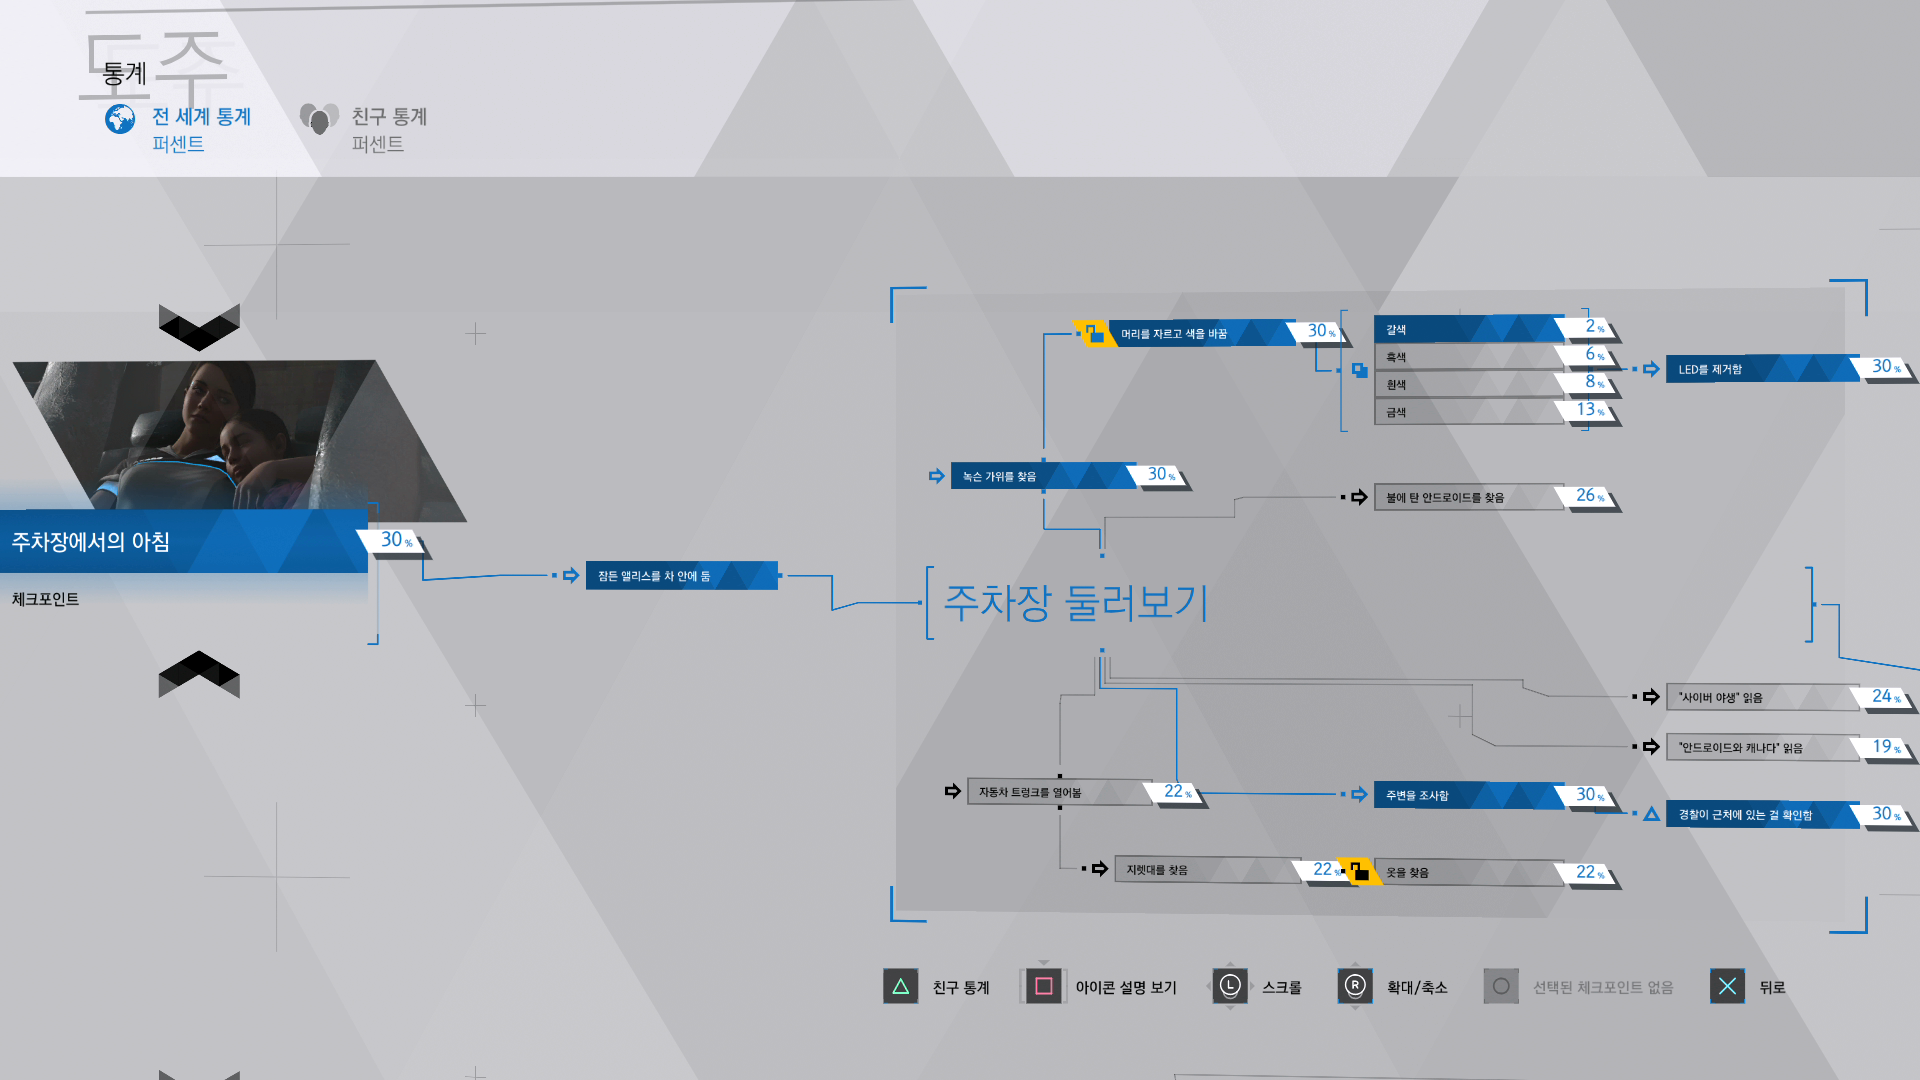 도주
통계
전 세계 통계
퍼센트
친구 통계
퍼센트
머리를 자르고 색을 바꿈
30 %
갈색
2 %
흑색
6 %
흰색
8 %
금색
13 %
LED를 제거함
30 %
녹슨 가위를 찾음
30 %
불에 탄 안드로이드를 찾음
26 %
주차장에서의 아침
30 %
체크포인트
잠든 앨리스를 차 안에 둠
주차장 둘러보기
"사이버 야생" 읽음
24 %
"안드로이드와 캐나다" 읽음
19 %
자동차 트렁크를 열어봄
22 %
주변을 조사함
30 %
경찰이 근처에 있는 걸 확인함
30 %
지렛대를 찾음
22 %
옷을 찾음
22 %
친구 통계
아이콘 설명 보기
L
스크롤
R
확대/축소
선택된 체크포인트 없음
뒤로